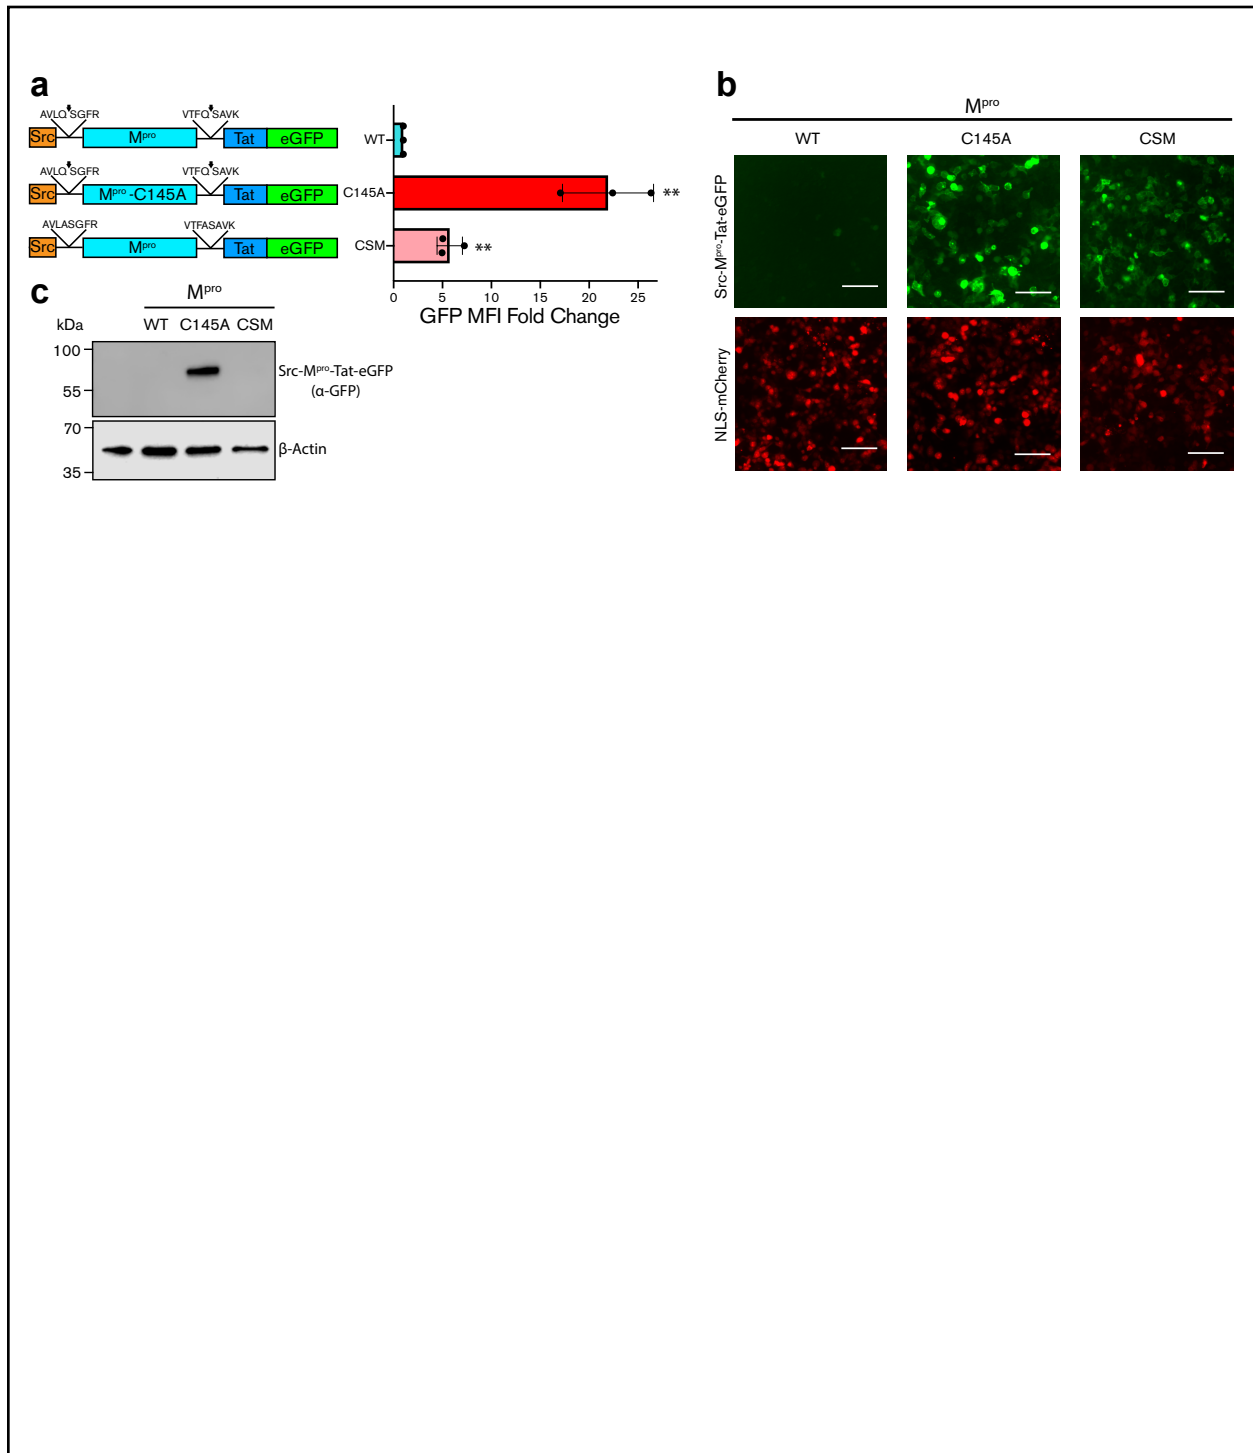 a
AVLQSGFR VTFQSAVK
Src Mᵖʳᵒ Tat eGFP
AVLQSGFR VTFQSAVK
Src Mᵖʳᵒ-C145A Tat eGFP
AVLASGFR VTFASAVK
Src Mᵖʳᵒ Tat eGFP
WT
C145A
**
CSM
**
0 5 10 15 20 25
GFP MFI Fold Change
b
Mᵖʳᵒ
WT C145A CSM
Src-Mᵖʳᵒ-Tat-eGFP
NLS-mCherry
c
Mᵖʳᵒ
kDa WT C145A CSM
100
55
Src-Mᵖʳᵒ-Tat-eGFP
(α-GFP)
70
35
β-Actin